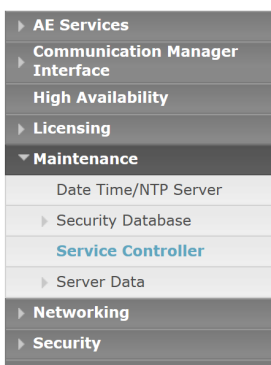 AE Services
Communication Manager
Interface
High Availability
Licensing
Maintenance
Date Time/NTP Server
Security Database
Service Controller
Server Data
Networking
Security